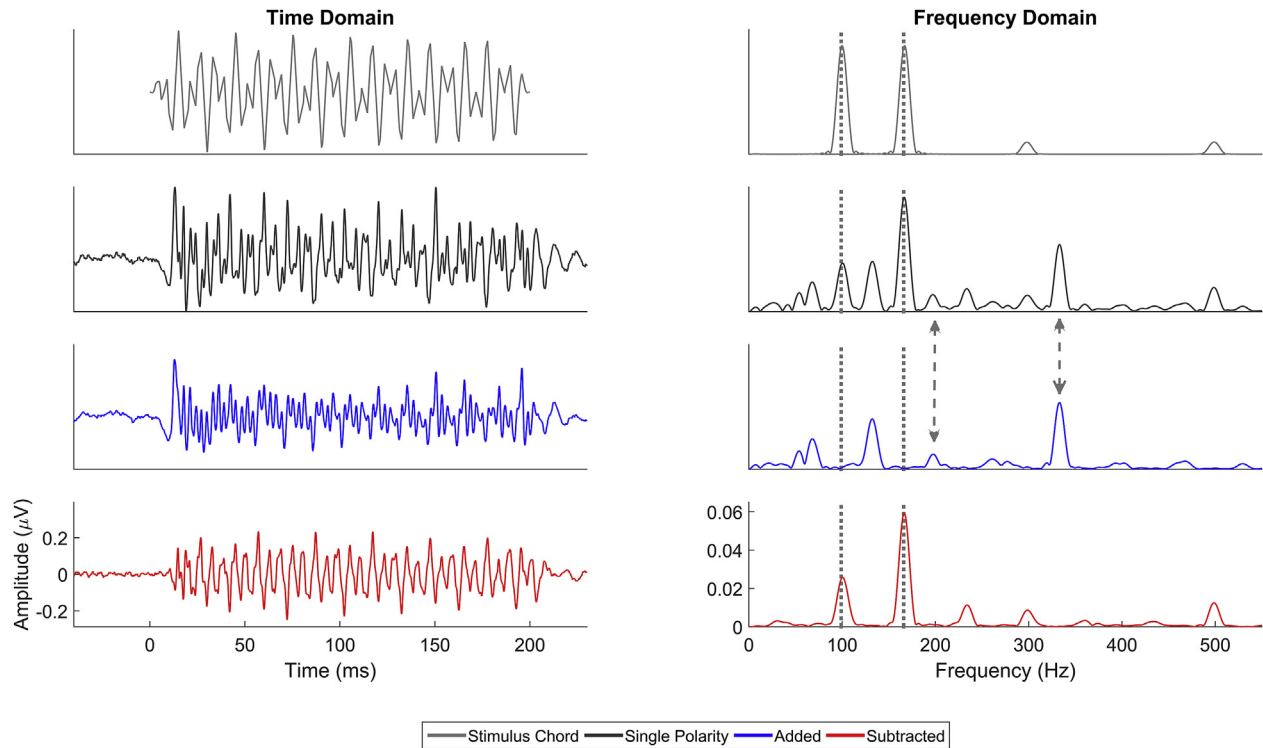 Time Domain
Frequency Domain
Amplitude (μV)
0.2
0
-0.2
0 50 100 150 200
Time (ms)
0.06
0.04
0.02
0
0 100 200 300 400 500
Frequency (Hz)
Stimulus Chord Single Polarity Added Subtracted